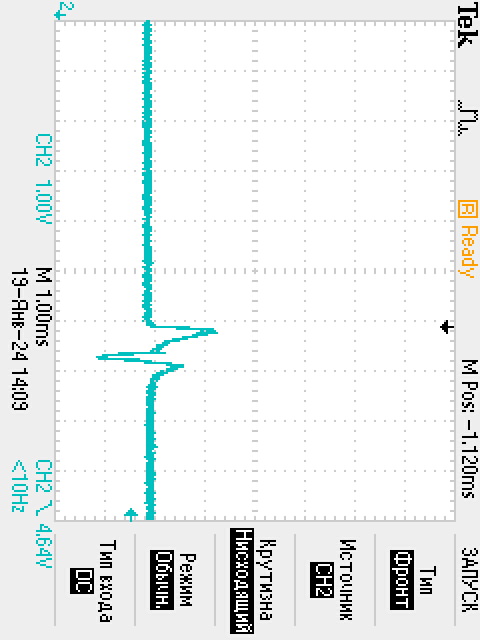 Tek R Ready M Pos: -1.120ms ЗАПУСК
Тип
Фронт
Источник
CH2
Крутизна
Нисходящий
Режим
Обычн.
Тип входа
DC
2
CH2 1.00V M 1.00ms CH2 4.64V
19-Янв-24 14:09 <10Hz